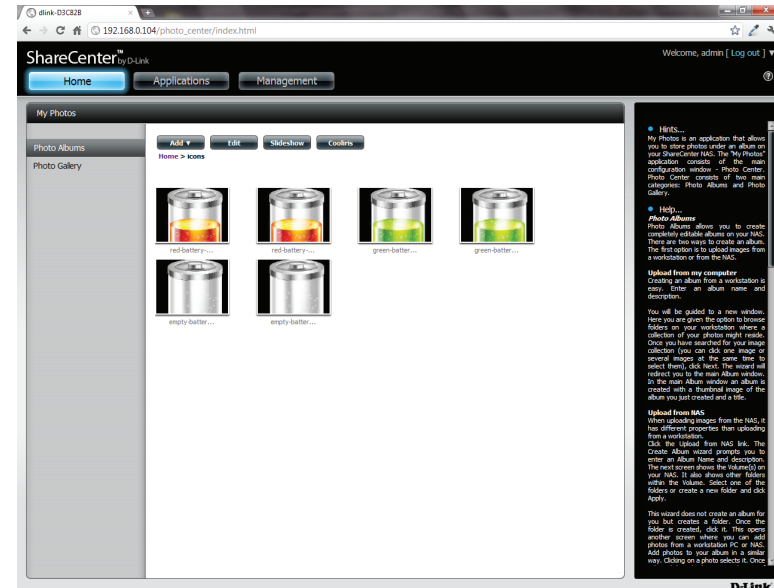 dlink-D3C82B
192.168.0.104/photo_center/index.html
ShareCenter™ by D-Link
Welcome, admin [ Log out ] ▼
Home Applications Management
My Photos
Photo Albums
Photo Gallery
Add ▼ Edit Slideshow Cooliris
Home > icons
red-battery-... red-battery-... green-batter... green-batter...
empty-batter... empty-batter...
Hints...
My Photos is an application that allows
you to store photos under an album on
your ShareCenter NAS. The "My Photos"
application consists of the main
configuration window - Photo Center.
Photo Center consists of two main
categories: Photo Albums and Photo
Gallery.
Help...
Photo Albums
Photo Albums allows you to create
completely editable albums on your NAS.
There are two ways to create an album.
The first option is to upload images from
a workstation or from the NAS.
Upload from my computer
Creating an album from a workstation is
easy. Enter an album name and
description.
You will be guided to a new window.
Here you are given the option to browse
folders on your workstation where a
collection of your photos might reside.
Once you have searched for your image
collection (you can click one image or
several images at the same time to
select them), click Next. The wizard will
redirect you to the main Album window.
In the main Album window an album is
created with a thumbnail image of the
album you just created and a title.
Upload from NAS
When uploading images from the NAS, it
has different properties than uploading
from a workstation.
Click the Upload from NAS link. The
Create Album wizard prompts you to
enter an Album Name and description.
The next screen shows the Volume(s) on
your NAS. It also shows other folders
within the Volume. Select one of the
folders or create a new folder and click
Apply.
This wizard does not create an album for
you but creates a folder. Once the
folder is created, click it. This opens
another screen where you can add
photos from a workstation PC or NAS.
Add photos to your album in a similar
way. Clicking on a photo selects it. Once
D-Link